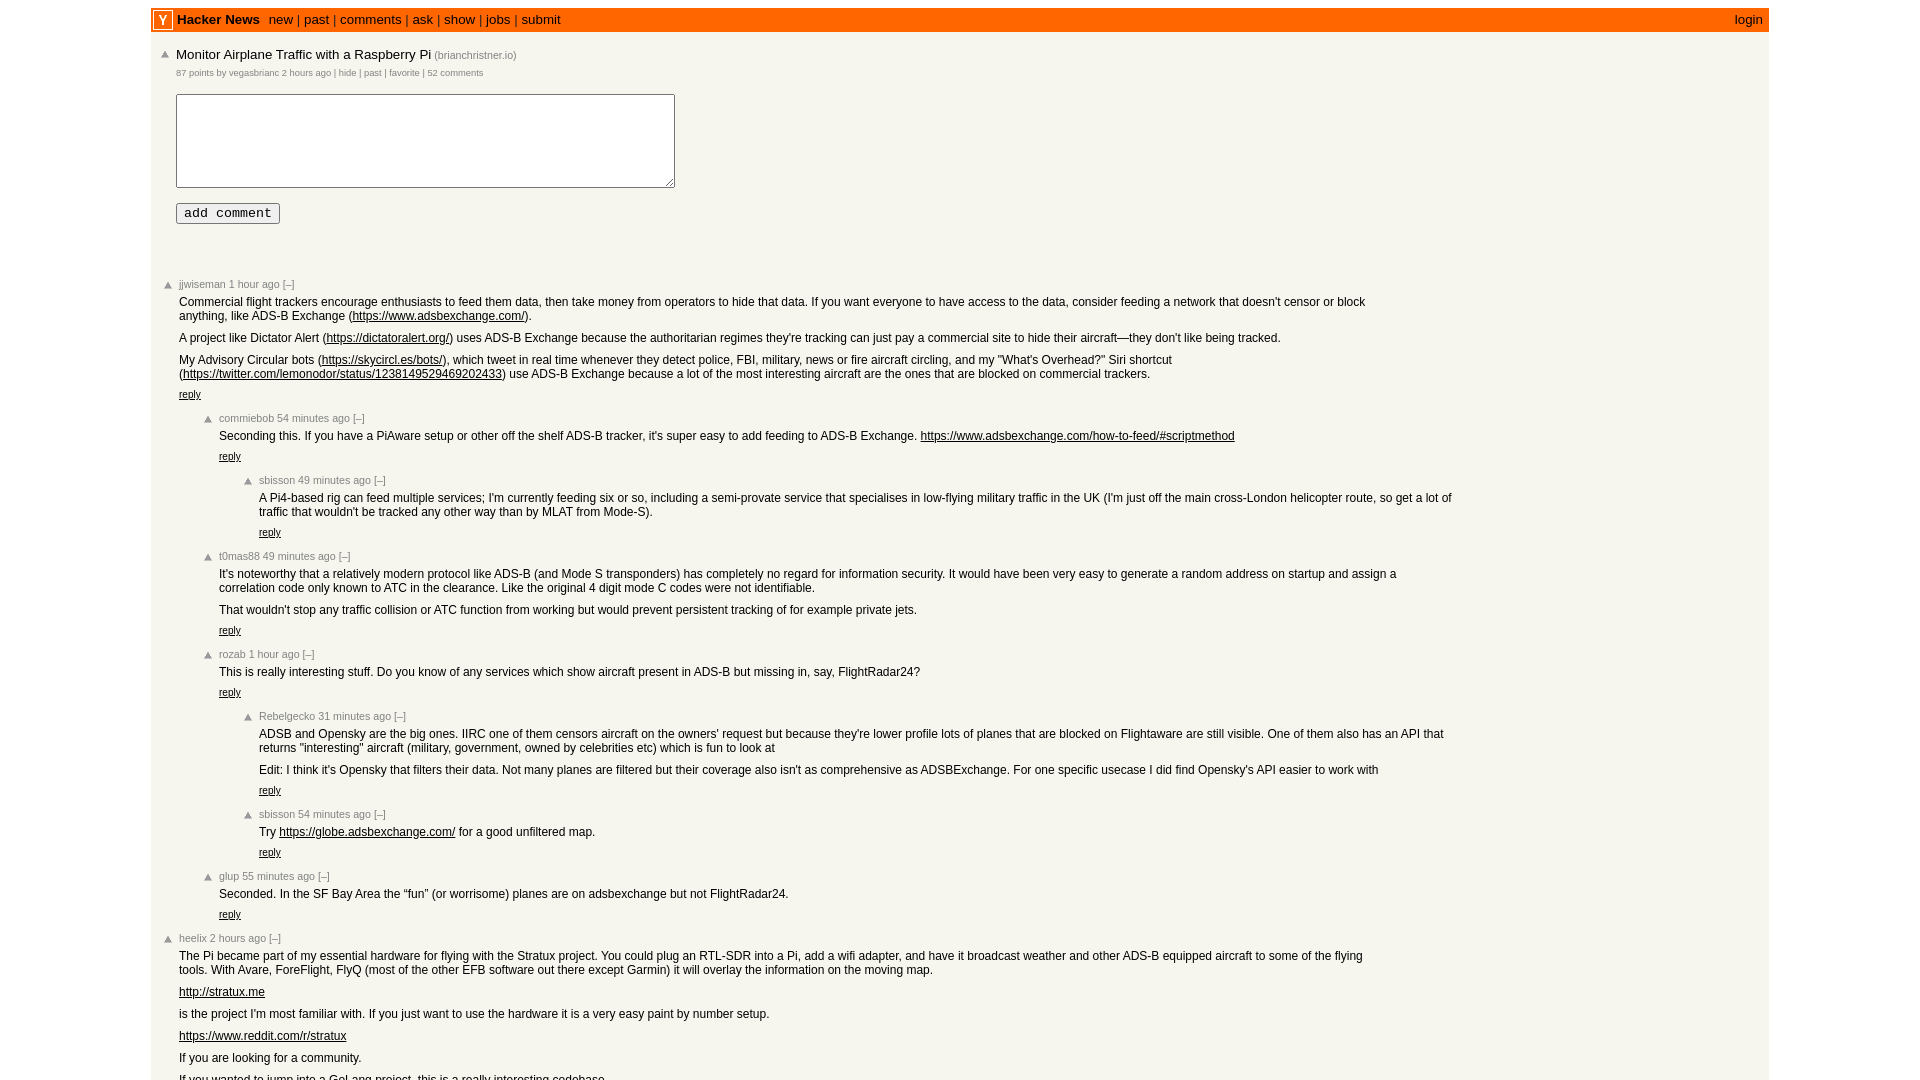 Y Hacker News new | past | comments | ask | show | jobs | submit login
Monitor Airplane Traffic with a Raspberry Pi (brianchristner.io)
87 points by vegasbrianc 2 hours ago | hide | past | favorite | 52 comments
add comment
jjwiseman 1 hour ago [–]
Commercial flight trackers encourage enthusiasts to feed them data, then take money from operators to hide that data. If you want everyone to have access to the data, consider feeding a network that doesn't censor or block
anything, like ADS-B Exchange (https://www.adsbexchange.com/).
A project like Dictator Alert (https://dictatoralert.org/) uses ADS-B Exchange because the authoritarian regimes they're tracking can just pay a commercial site to hide their aircraft—they don't like being tracked.
My Advisory Circular bots (https://skycircl.es/bots/), which tweet in real time whenever they detect police, FBI, military, news or fire aircraft circling, and my "What's Overhead?" Siri shortcut
(https://twitter.com/lemonodor/status/1238149529469202433) use ADS-B Exchange because a lot of the most interesting aircraft are the ones that are blocked on commercial trackers.
reply
commiebob 54 minutes ago [–]
Seconding this. If you have a PiAware setup or other off the shelf ADS-B tracker, it's super easy to add feeding to ADS-B Exchange. https://www.adsbexchange.com/how-to-feed/#scriptmethod
reply
sbisson 49 minutes ago [–]
A Pi4-based rig can feed multiple services; I'm currently feeding six or so, including a semi-provate service that specialises in low-flying military traffic in the UK (I'm just off the main cross-London helicopter route, so get a lot of
traffic that wouldn't be tracked any other way than by MLAT from Mode-S).
reply
t0mas88 49 minutes ago [–]
It's noteworthy that a relatively modern protocol like ADS-B (and Mode S transponders) has completely no regard for information security. It would have been very easy to generate a random address on startup and assign a
correlation code only known to ATC in the clearance. Like the original 4 digit mode C codes were not identifiable.
That wouldn't stop any traffic collision or ATC function from working but would prevent persistent tracking of for example private jets.
reply
rozab 1 hour ago [–]
This is really interesting stuff. Do you know of any services which show aircraft present in ADS-B but missing in, say, FlightRadar24?
reply
Rebelgecko 31 minutes ago [–]
ADSB and Opensky are the big ones. IIRC one of them censors aircraft on the owners' request but because they're lower profile lots of planes that are blocked on Flightaware are still visible. One of them also has an API that
returns "interesting" aircraft (military, government, owned by celebrities etc) which is fun to look at
Edit: I think it's Opensky that filters their data. Not many planes are filtered but their coverage also isn't as comprehensive as ADSBExchange. For one specific usecase I did find Opensky's API easier to work with
reply
sbisson 54 minutes ago [–]
Try https://globe.adsbexchange.com/ for a good unfiltered map.
reply
glup 55 minutes ago [–]
Seconded. In the SF Bay Area the “fun” (or worrisome) planes are on adsbexchange but not FlightRadar24.
reply
heelix 2 hours ago [–]
The Pi became part of my essential hardware for flying with the Stratux project. You could plug an RTL-SDR into a Pi, add a wifi adapter, and have it broadcast weather and other ADS-B equipped aircraft to some of the flying
tools. With Avare, ForeFlight, FlyQ (most of the other EFB software out there except Garmin) it will overlay the information on the moving map.
http://stratux.me
is the project I'm most familiar with. If you just want to use the hardware it is a very easy paint by number setup.
https://www.reddit.com/r/stratux
If you are looking for a community.
If you wanted to jump into a GoLang project, this is a really interesting codebase.